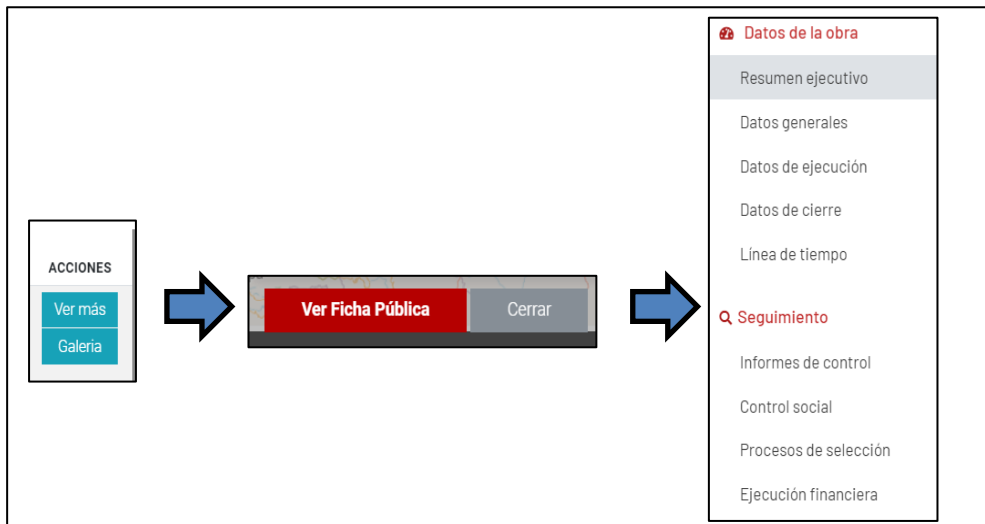 ACCIONES
Ver más
Galeria
Ver Ficha Pública
Cerrar
Datos de la obra
Resumen ejecutivo
Datos generales
Datos de ejecución
Datos de cierre
Línea de tiempo
Seguimiento
Informes de control
Control social
Procesos de selección
Ejecución financiera